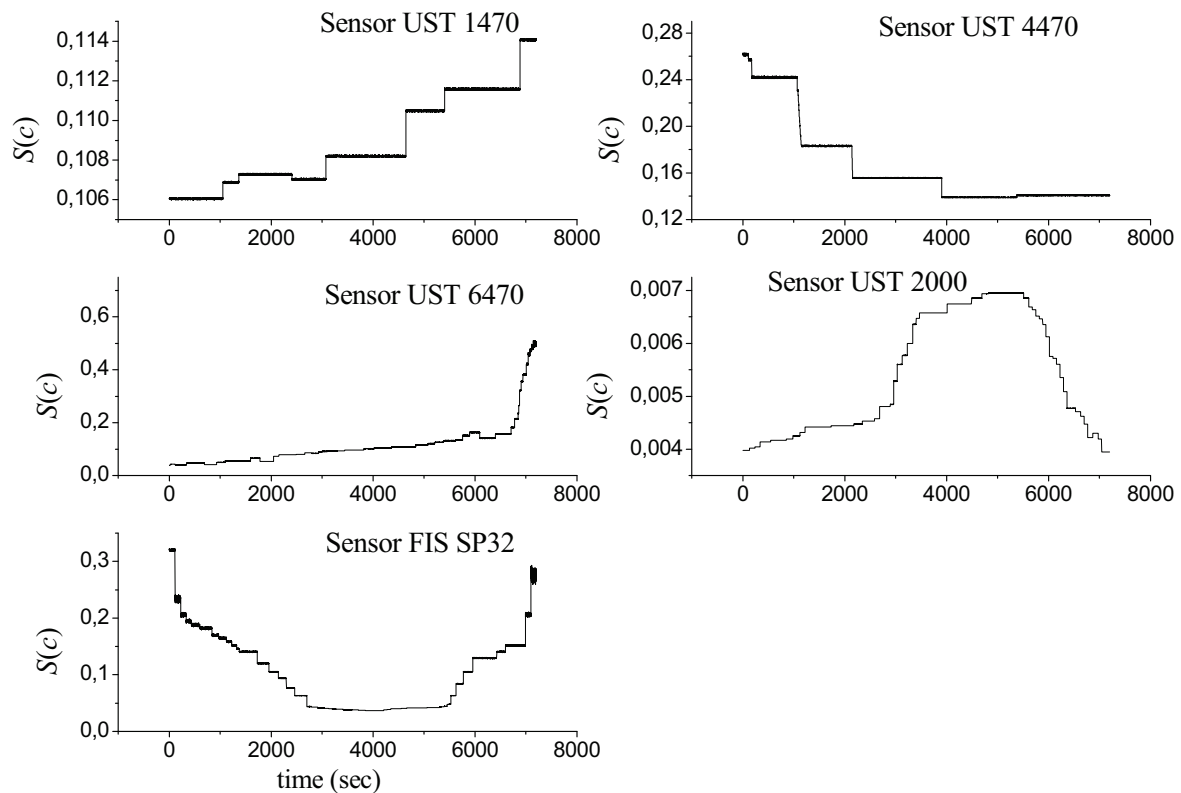 Sensor UST 1470
S(c)
0,114
0,112
0,110
0,108
0,106
0 2000 4000 6000 8000
Sensor UST 4470
S(c)
0,28
0,24
0,20
0,16
0,12
0 2000 4000 6000 8000
Sensor UST 6470
S(c)
0,6
0,4
0,2
0,0
0 2000 4000 6000 8000
Sensor UST 2000
S(c)
0,007
0,006
0,005
0,004
0 2000 4000 6000 8000
Sensor FIS SP32
S(c)
0,3
0,2
0,1
0,0
0 2000 4000 6000 8000
time (sec)